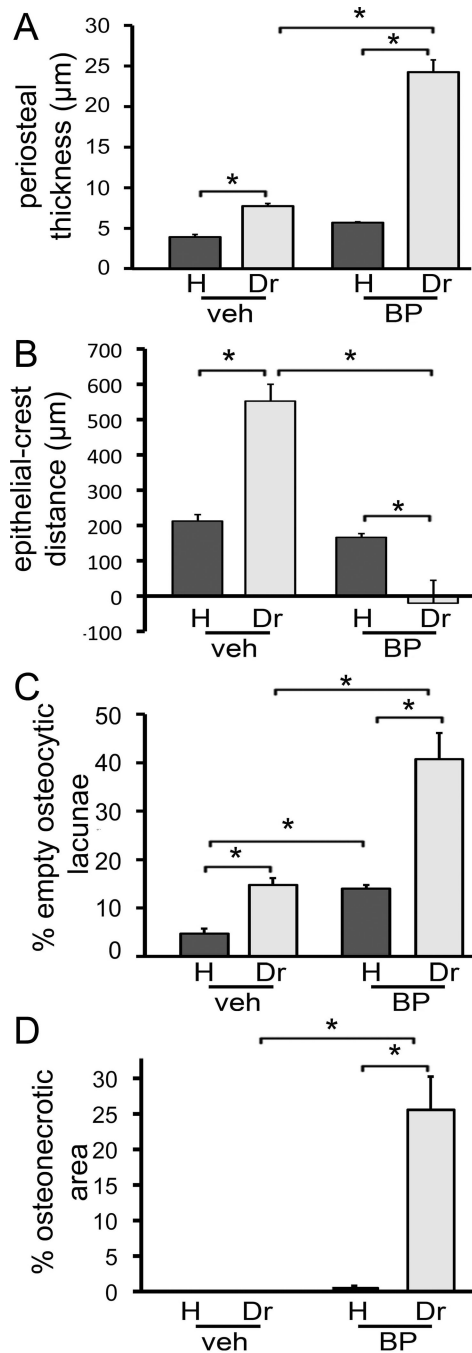 A
periosteal
thickness (µm)
30
25
20
15
10
5
0
*
*
*
H Dr H Dr
veh BP
B
epithelial-crest
distance (µm)
700
600
500
400
300
200
100
0
-100
*
*
*
H Dr H Dr
veh BP
C
% empty osteocytic
lacunae
50
40
30
20
10
0
*
*
*
*
H Dr H Dr
veh BP
D
% osteonecrotic
area
30
25
20
15
10
5
0
*
*
H Dr H Dr
veh BP